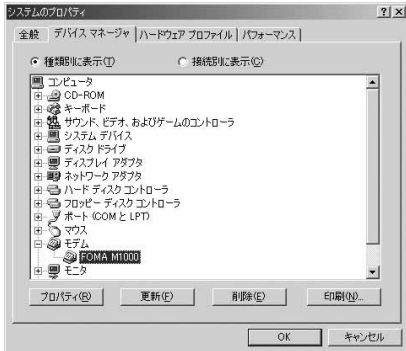 システムのプロパティ
全般 デバイス マネージャ ハードウェア プロファイル パフォーマンス
種類別に表示(T) 接続別に表示(C)
コンピュータ
CD-ROM
キーボード
サウンド、ビデオ、およびゲームのコントローラ
システム デバイス
ディスク ドライブ
ディスプレイ アダプタ
ネットワーク アダプタ
ハード ディスク コントローラ
フロッピー ディスク コントローラ
ポート (COM と LPT)
マウス
モデム
FOMA M1000
モニタ
プロパティ(R) 更新(F) 削除(E) 印刷(N)...
OK キャンセル